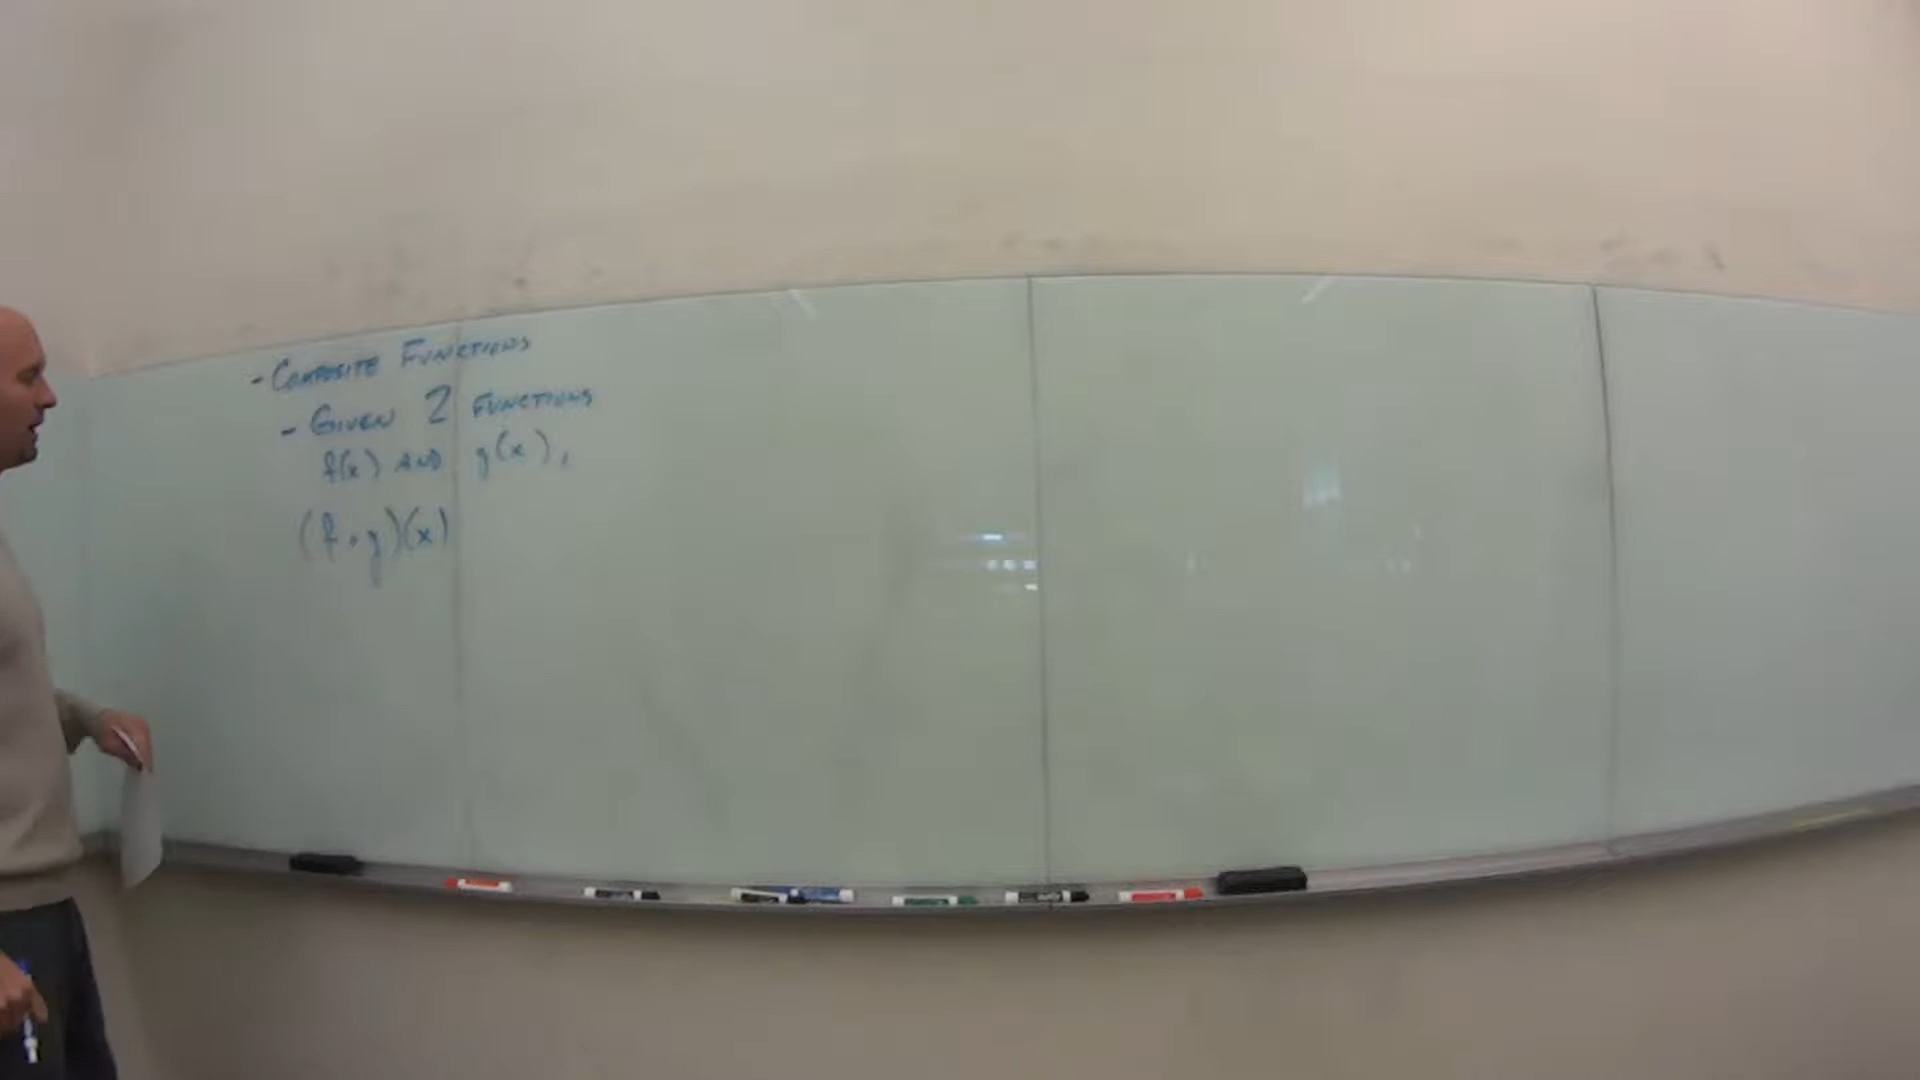 - COMPOSITE FUNCTIONS
- GIVEN 2 FUNCTIONS
f(x) AND g(x),
(f∘g)(x)